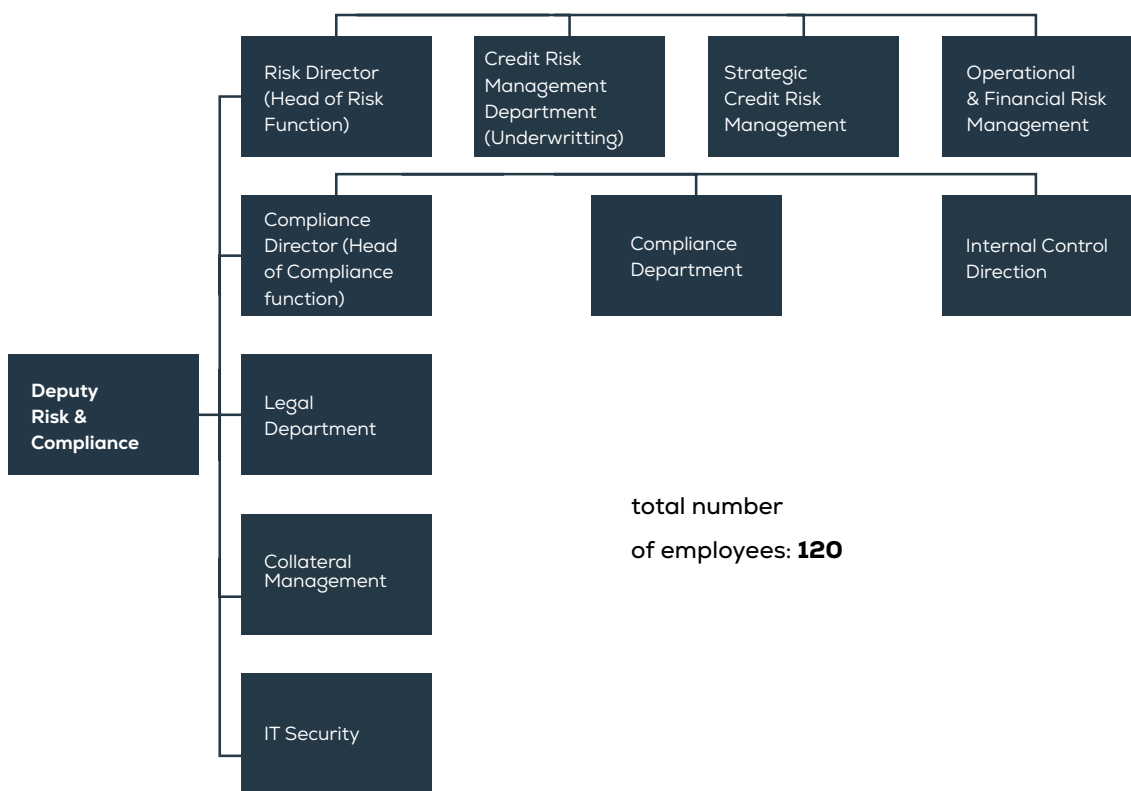 Risk Director
(Head of Risk
Function)
Credit Risk
Management
Department
(Underwritting)
Strategic
Credit Risk
Management
Operational
& Financial Risk
Management
Compliance
Director (Head
of Compliance
function)
Compliance
Department
Internal Control
Direction
Deputy
Risk &
Compliance
Legal
Department
total number
of employees: 120
Collateral
Management
IT Security